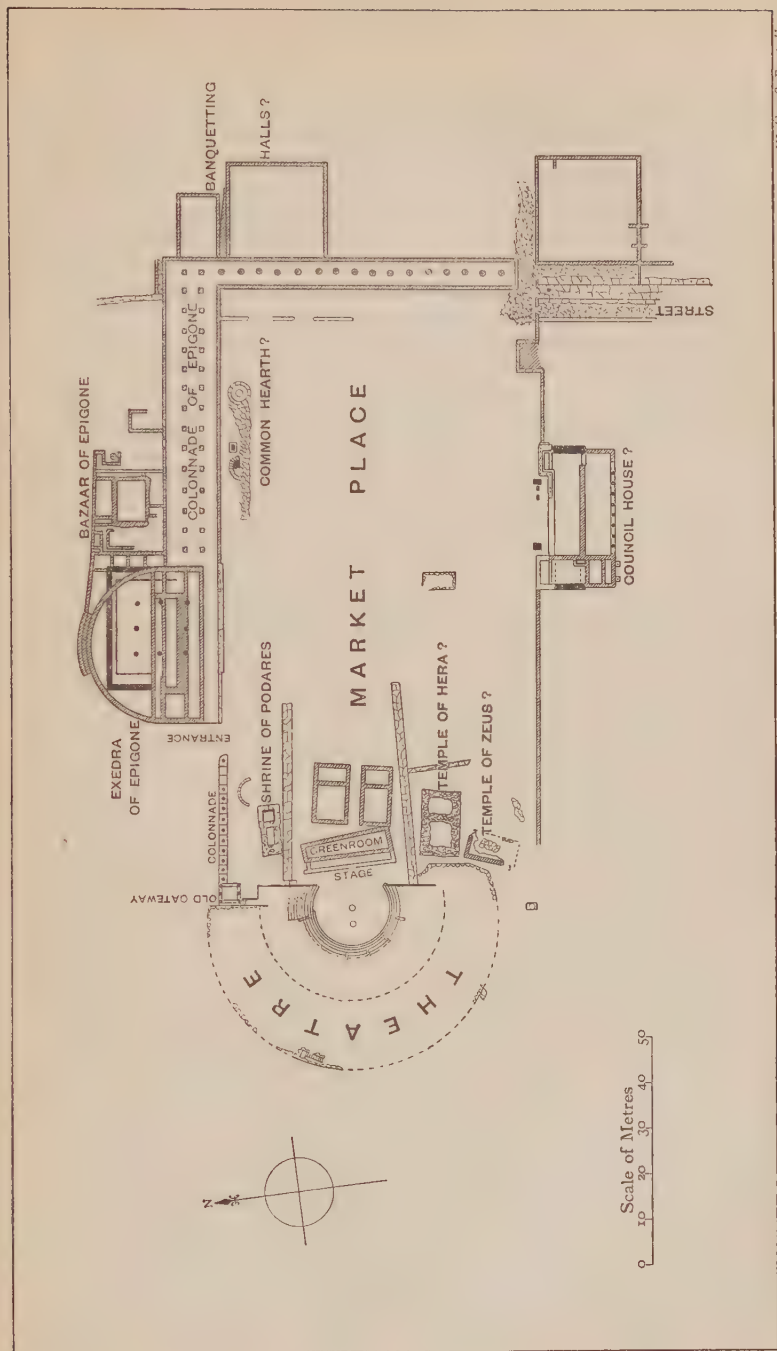 BANQUETTING
HALLS?
BAZAAR OF EPIGONE
COLONNADE OF EPIGONE
COMMON HEARTH?
STREET
MARKET PLACE
COUNCIL HOUSE?
EXEDRA
OF EPIGONE
ENTRANCE
SHRINE OF PODARES
TEMPLE OF HERA?
TEMPLE OF ZEUS?
COLONNADE
GREENROOM
STAGE
OLD GATEWAY
THEATRE
N
Scale of Metres
0 10 20 30 40 50